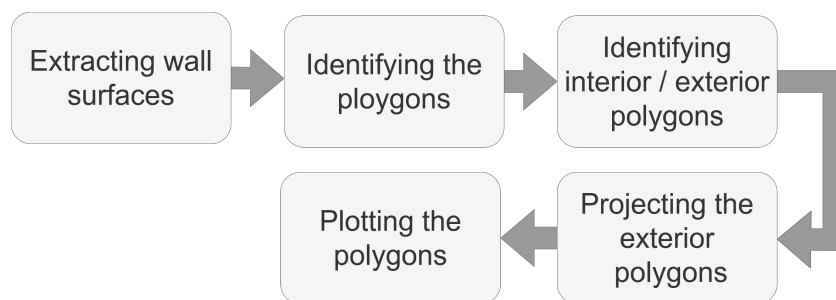 Extracting wall
surfaces
Identifying the
ploygons
Identifying
interior / exterior
polygons
Projecting the
exterior
polygons
Plotting the
polygons